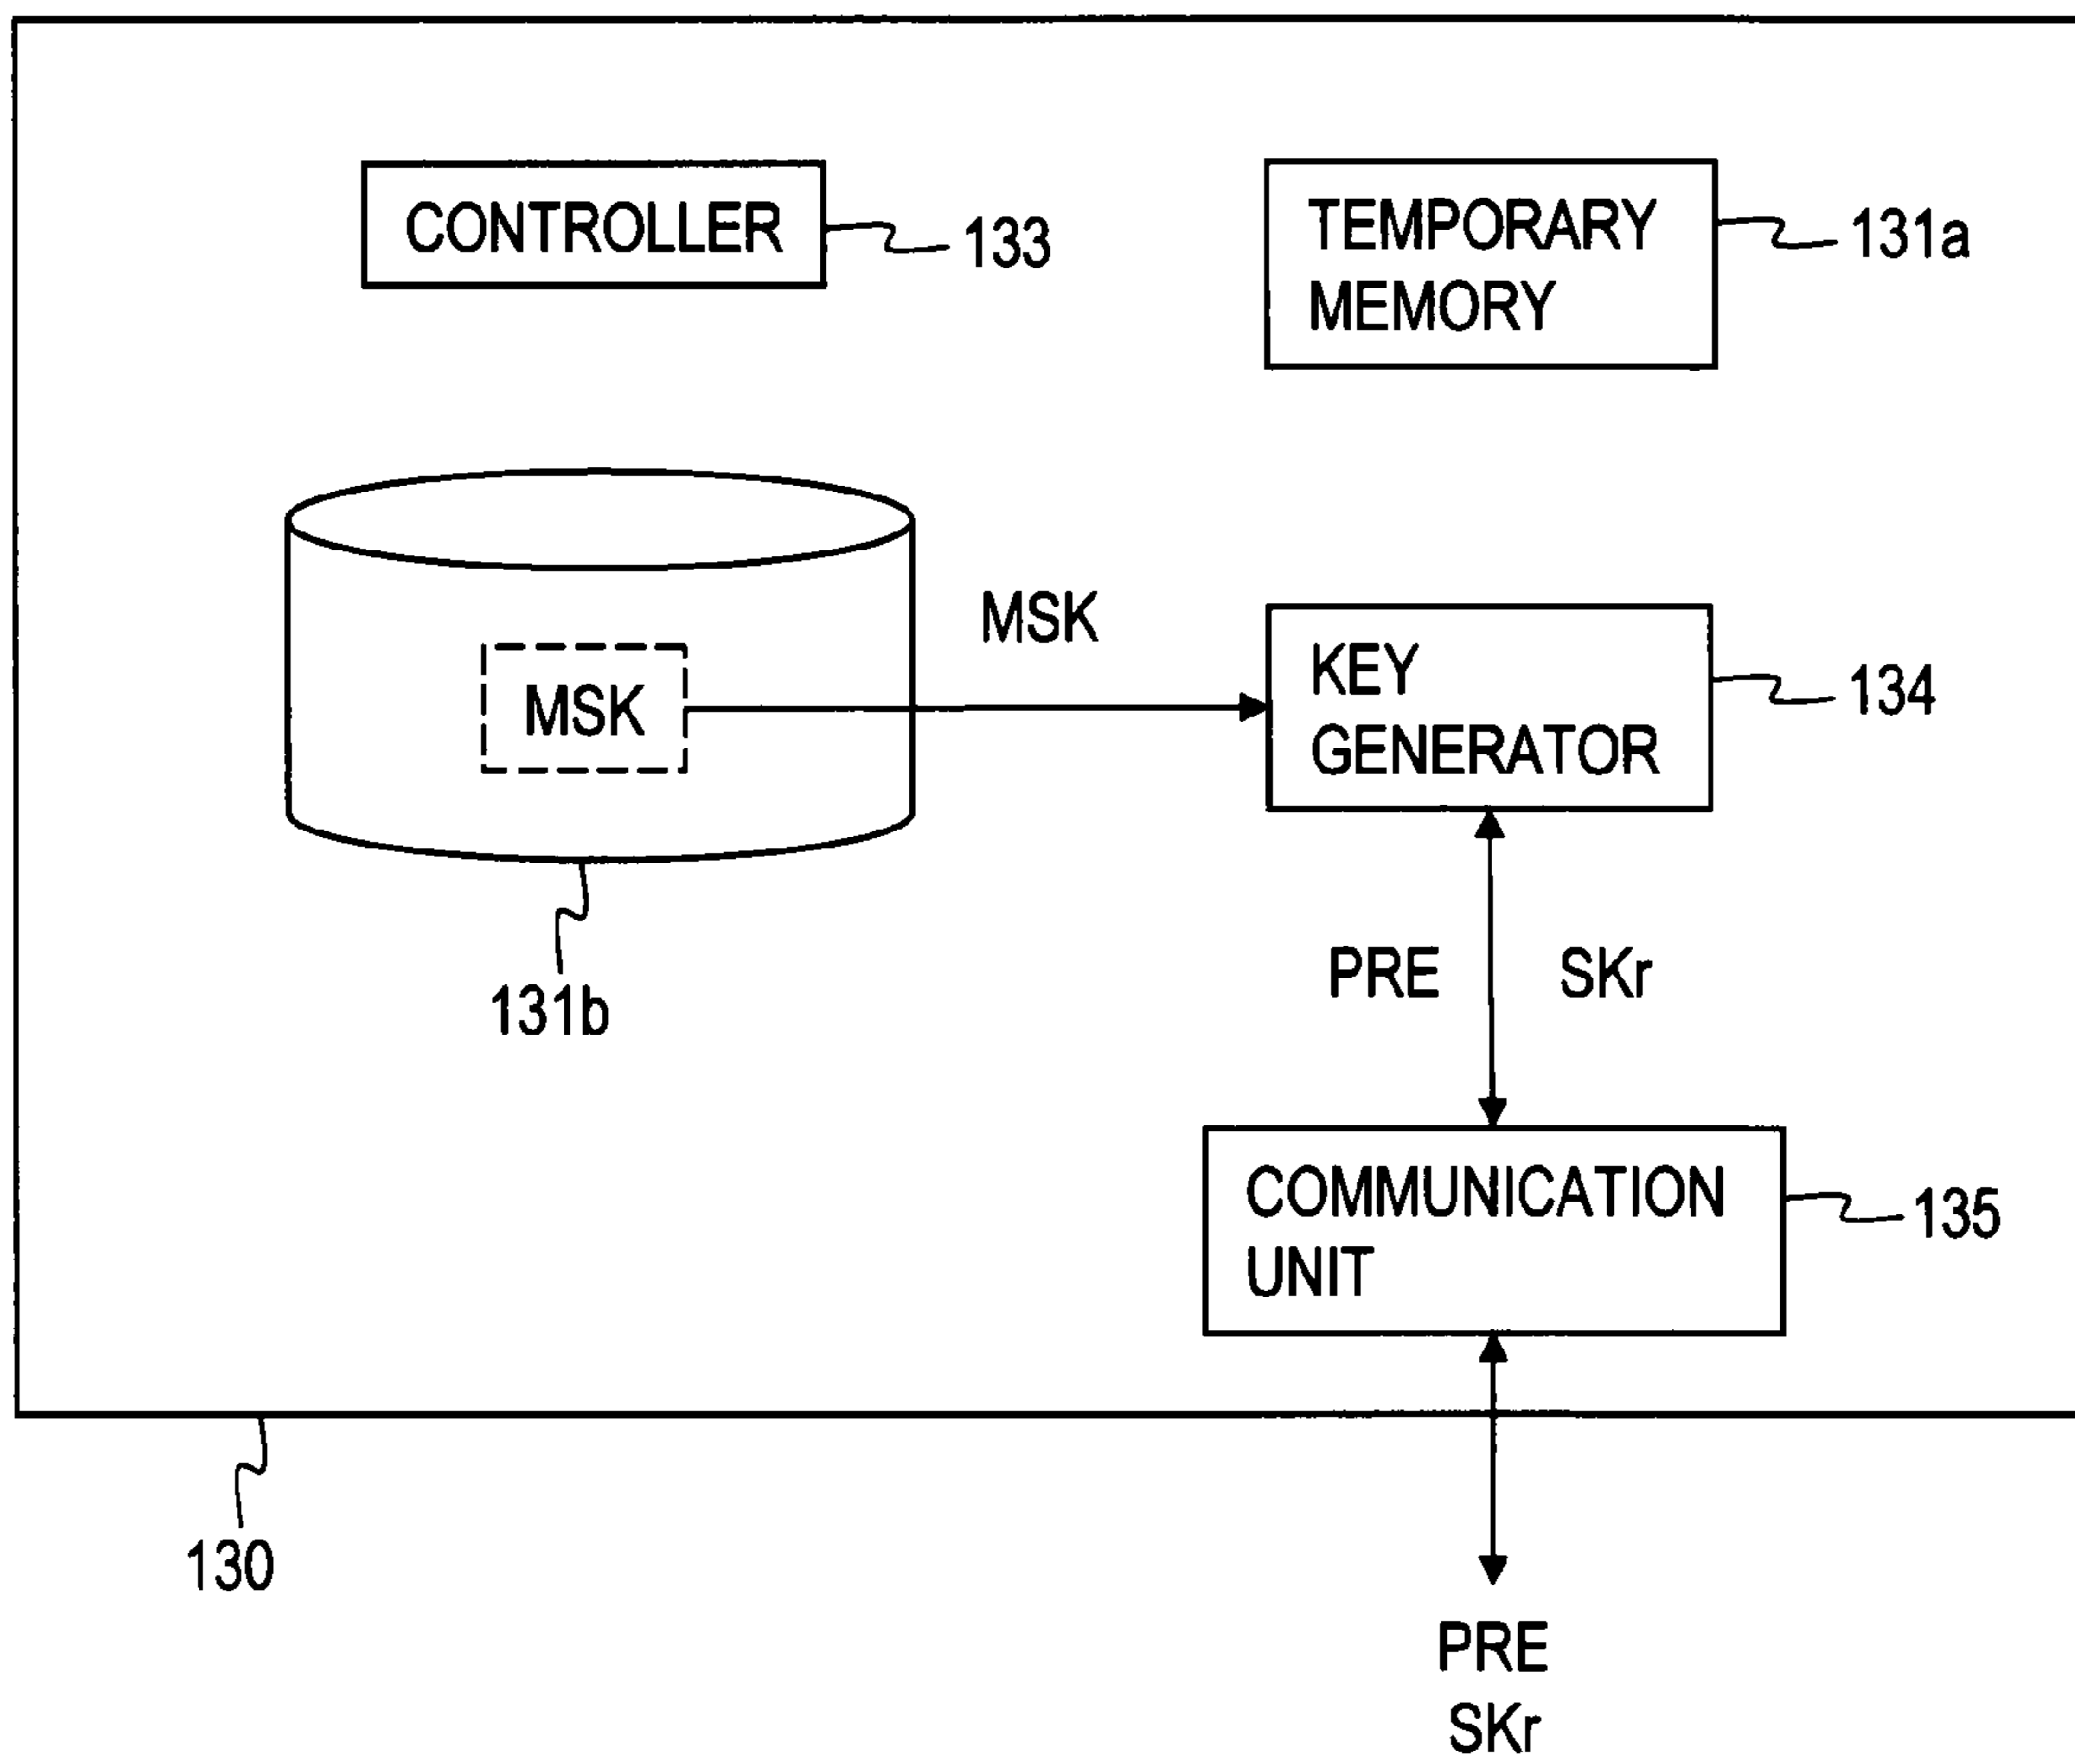 CONTROLLER
133
TEMPORARY
MEMORY
131a
MSK
MSK
KEY
GENERATOR
134
131b
PRE
SKr
COMMUNICATION
UNIT
135
130
PRE
SKr